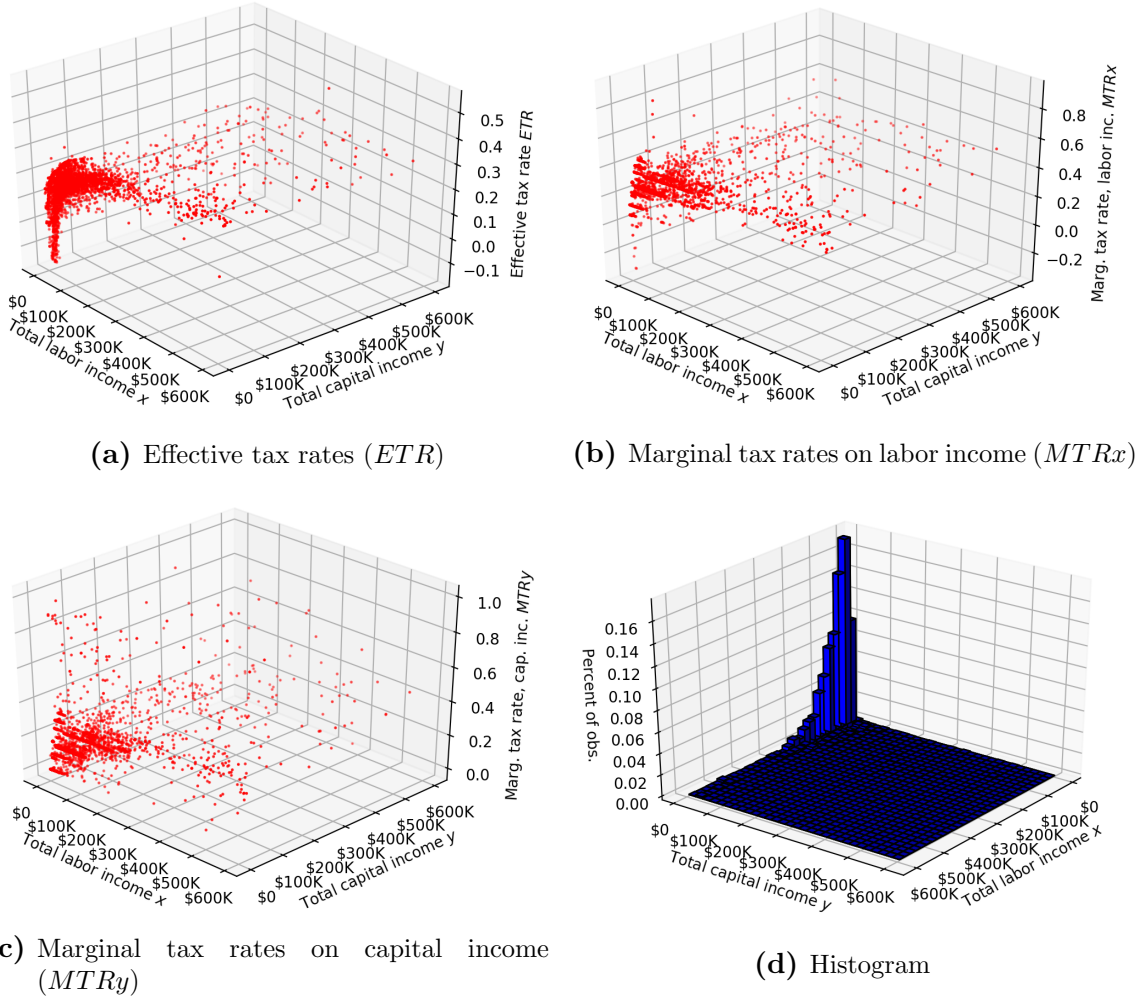 0.5
0.4
0.3
0.2
0.1
0.0
−0.1
Effective tax rate ETR
$0
$100K
$200K
$300K
$400K
$500K
$600K
Total labor income x
$0
$100K
$200K
$300K
$400K
$500K
$600K
Total capital income y
(a) Effective tax rates (ETR)
0.8
0.6
0.4
0.2
0.0
−0.2
Marg. tax rate, labor inc. MTRx
$0
$100K
$200K
$300K
$400K
$500K
$600K
Total labor income x
$0
$100K
$200K
$300K
$400K
$500K
$600K
Total capital income y
(b) Marginal tax rates on labor income (MTRx)
1.0
0.8
0.6
0.4
0.2
0.0
Marg. tax rate, cap. inc. MTRy
$0
$100K
$200K
$300K
$400K
$500K
$600K
Total labor income x
$0
$100K
$200K
$300K
$400K
$500K
$600K
Total capital income y
c) Marginal tax rates on capital income
(MTRy)
0.16
0.14
0.12
0.10
0.08
0.06
0.04
0.02
0.00
Percent of obs.
$0
$100K
$200K
$300K
$400K
$500K
$600K
Total capital income y
$0
$100K
$200K
$300K
$400K
$500K
$600K
Total labor income x
(d) Histogram